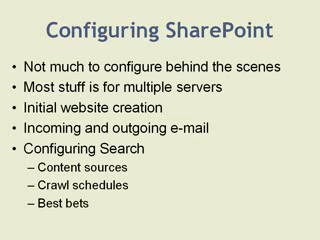 Configuring SharePoint
• Not much to configure behind the scenes
• Most stuff is for multiple servers
• Initial website creation
• Incoming and outgoing e-mail
• Configuring Search
– Content sources
– Crawl schedules
– Best bets